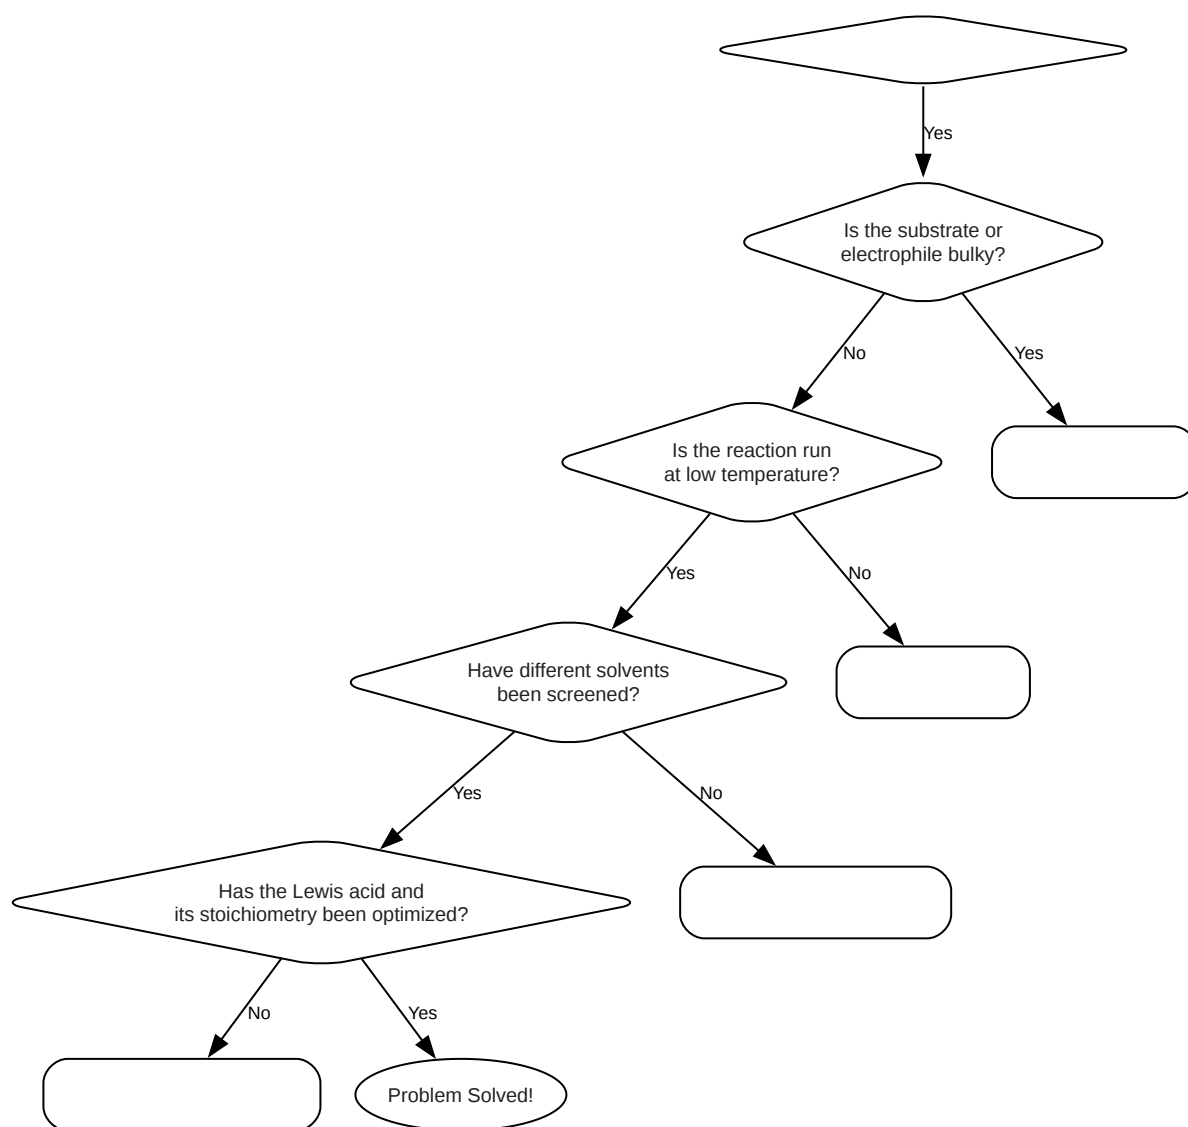 Yes
Is the substrate or
electrophile bulky?
No
Yes
Is the reaction run
at low temperature?
Yes
No
Have different solvents
been screened?
Yes
No
Has the Lewis acid and
its stoichiometry been optimized?
No
Yes
Problem Solved!